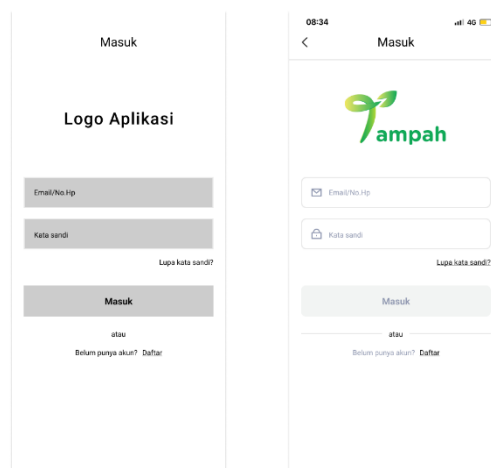 Masuk
Logo Aplikasi
Email/No.Hp
Kata sandi
Lupa kata sandi?
Masuk
atau
Belum punya akun? Daftar
08:34
4G
Masuk
Tampah
Email/No.Hp
Kata sandi
Lupa kata sandi?
Masuk
atau
Belum punya akun? Daftar